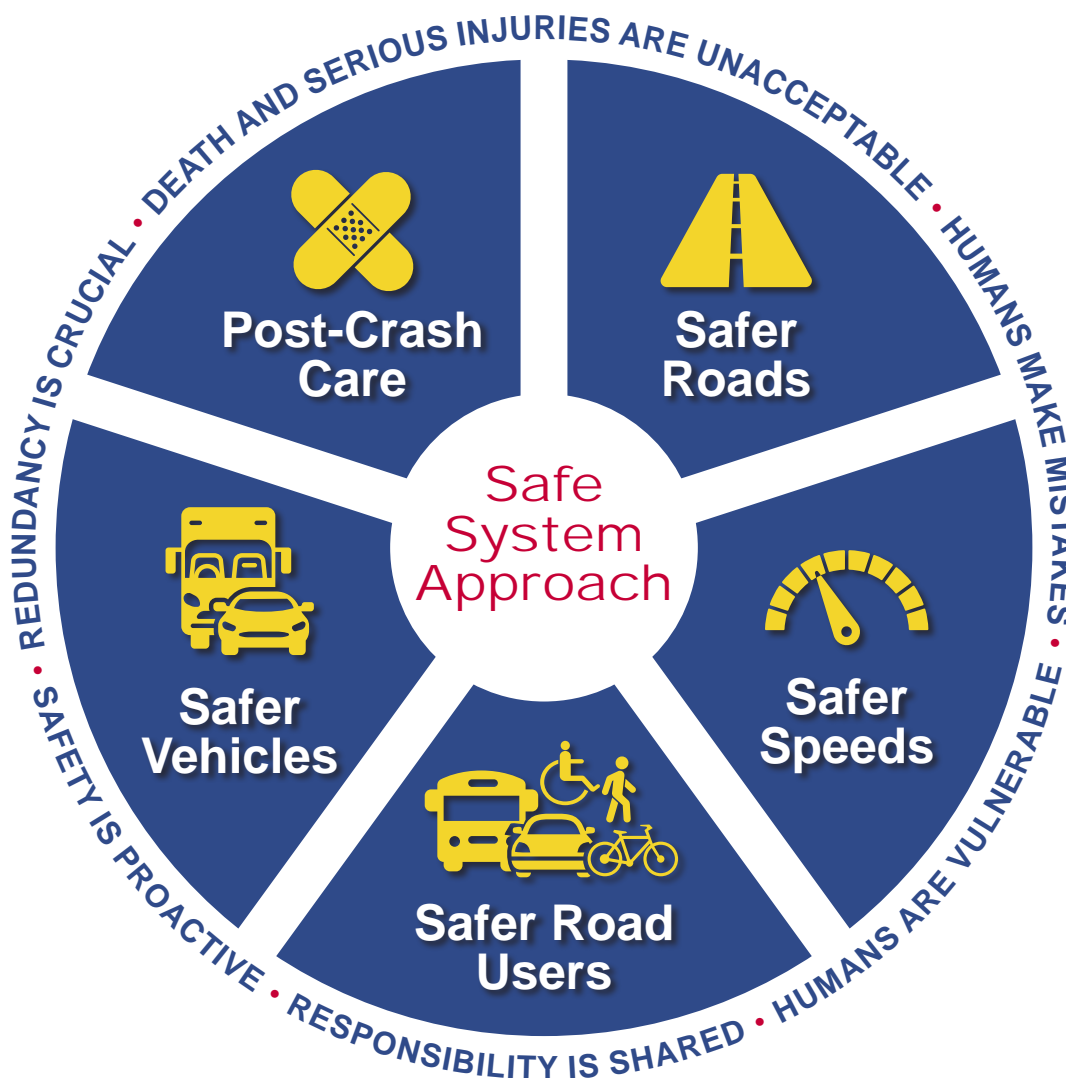 DEATH AND SERIOUS INJURIES ARE UNACCEPTABLE • HUMANS MAKE MISTAKES • HUMANS ARE VULNERABLE • RESPONSIBILITY IS SHARED • SAFETY IS PROACTIVE • REDUNDANCY IS CRUCIAL •
Post-Crash
Care
Safer
Roads
Safe
System
Approach
Safer
Vehicles
Safer
Speeds
Safer Road
Users